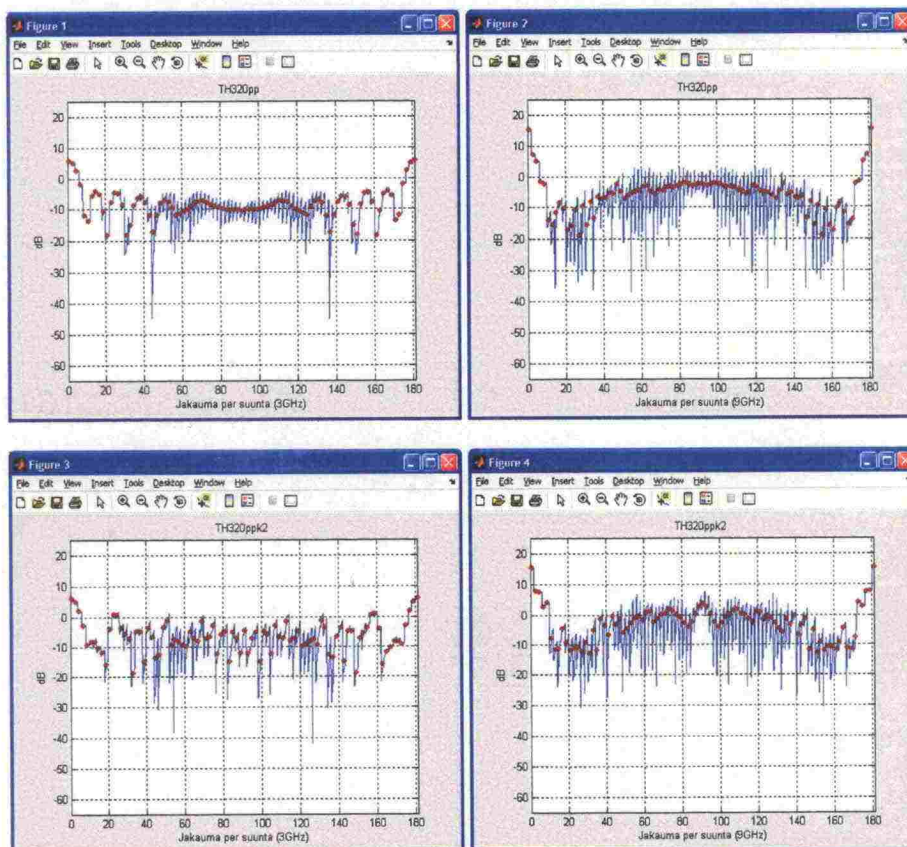 Figure 1
File Edit View Insert Tools Desktop Window Help
TH320pp
20
10
0
-10
-20
-30
-40
-50
-60
dB
0 20 40 60 80 100 120 140 160 180
Jakauma per suunta (3GHz)
Figure 2
File Edit View Insert Tools Desktop Window Help
TH320pp
20
10
0
-10
-20
-30
-40
-50
-60
dB
0 20 40 60 80 100 120 140 160 180
Jakauma per suunta (9GHz)
Figure 3
File Edit View Insert Tools Desktop Window Help
TH320ppk2
20
10
0
-10
-20
-30
-40
-50
-60
dB
0 20 40 60 80 100 120 140 160 180
Jakauma per suunta (3GHz)
Figure 4
File Edit View Insert Tools Desktop Window Help
TH320ppk2
20
10
0
-10
-20
-30
-40
-50
-60
dB
0 20 40 60 80 100 120 140 160 180
Jakauma per suunta (9GHz)